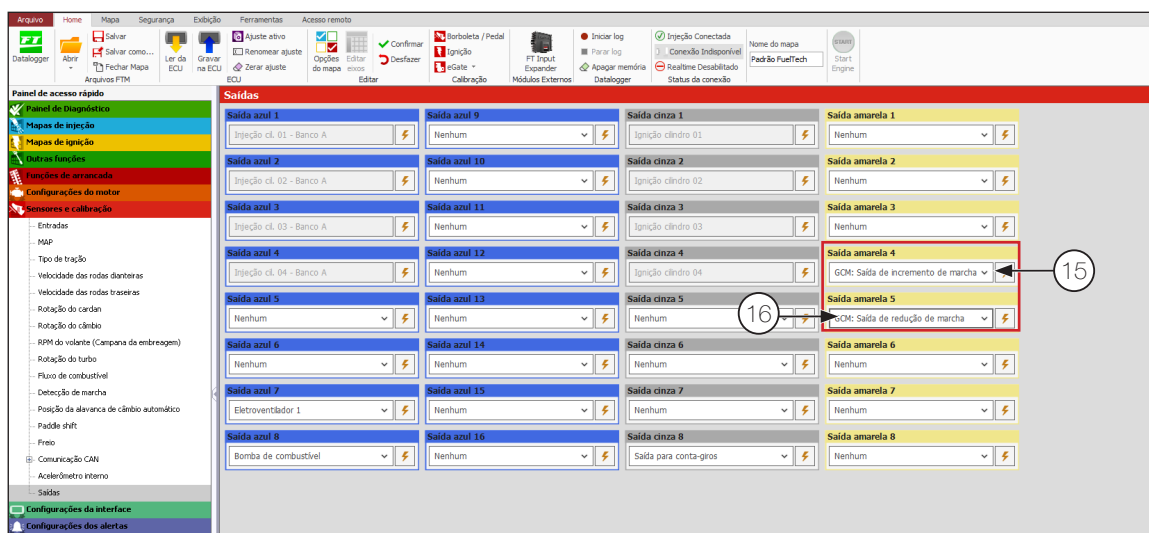 Arquivo Home Mapa Segurança Exibição Ferramentas Acesso remoto
FT
Datalogger
Abrir
Salvar
Salvar como...
Fechar Mapa
Arquivos FTM
Ler da ECU
Gravar na ECU
Ajuste ativo
Renomear ajuste
Zerar ajuste
ECU
Opções do mapa
Editar eixos
Confirmar
Desfazer
Editar
Borboleta / Pedal
Ignição
eGate
Calibração
FT Input Expander
Módulos Externos
Iniciar log
Parar log
Apagar memória
Datalogger
Injeção Conectada
Conexão Indisponível
Realtime Desabilitado
Status da conexão
Nome do mapa
Padrão FuelTech
START
Start Engine
Painel de acesso rápido
Painel de Diagnóstico
Mapas de injeção
Mapas de ignição
Outras funções
Funções de arrancada
Configurações do motor
Sensores e calibração
Entradas
MAP
Tipo de tração
Velocidade das rodas dianteiras
Velocidade das rodas traseiras
Rotação do cardan
Rotação do câmbio
RPM do volante (Campana da embreagem)
Rotação do turbo
Fluxo de combustível
Detecção de marcha
Posição da alavanca de câmbio automático
Paddle shift
Freio
Comunicação CAN
Acelerômetro interno
Saídas
Configurações da interface
Configurações dos alertas
Saídas
Saída azul 1
Injeção cil. 01 - Banco A
Saída azul 2
Injeção cil. 02 - Banco A
Saída azul 3
Injeção cil. 03 - Banco A
Saída azul 4
Injeção cil. 04 - Banco A
Saída azul 5
Nenhum
Saída azul 6
Nenhum
Saída azul 7
Eletroventilador 1
Saída azul 8
Bomba de combustível
Saída azul 9
Nenhum
Saída azul 10
Nenhum
Saída azul 11
Nenhum
Saída azul 12
Nenhum
Saída azul 13
Nenhum
Saída azul 14
Nenhum
Saída azul 15
Nenhum
Saída azul 16
Nenhum
Saída cinza 1
Ignição cilindro 01
Saída cinza 2
Ignição cilindro 02
Saída cinza 3
Ignição cilindro 03
Saída cinza 4
Ignição cilindro 04
Saída cinza 5
Nenhum
Saída cinza 6
Nenhum
Saída cinza 7
Nenhum
Saída cinza 8
Saída para conta-giros
Saída amarela 1
Nenhum
Saída amarela 2
Nenhum
Saída amarela 3
Nenhum
Saída amarela 4
GCM: Saída de incremento de marcha
15
Saída amarela 5
16
GCM: Saída de redução de marcha
Saída amarela 6
Nenhum
Saída amarela 7
Nenhum
Saída amarela 8
Nenhum